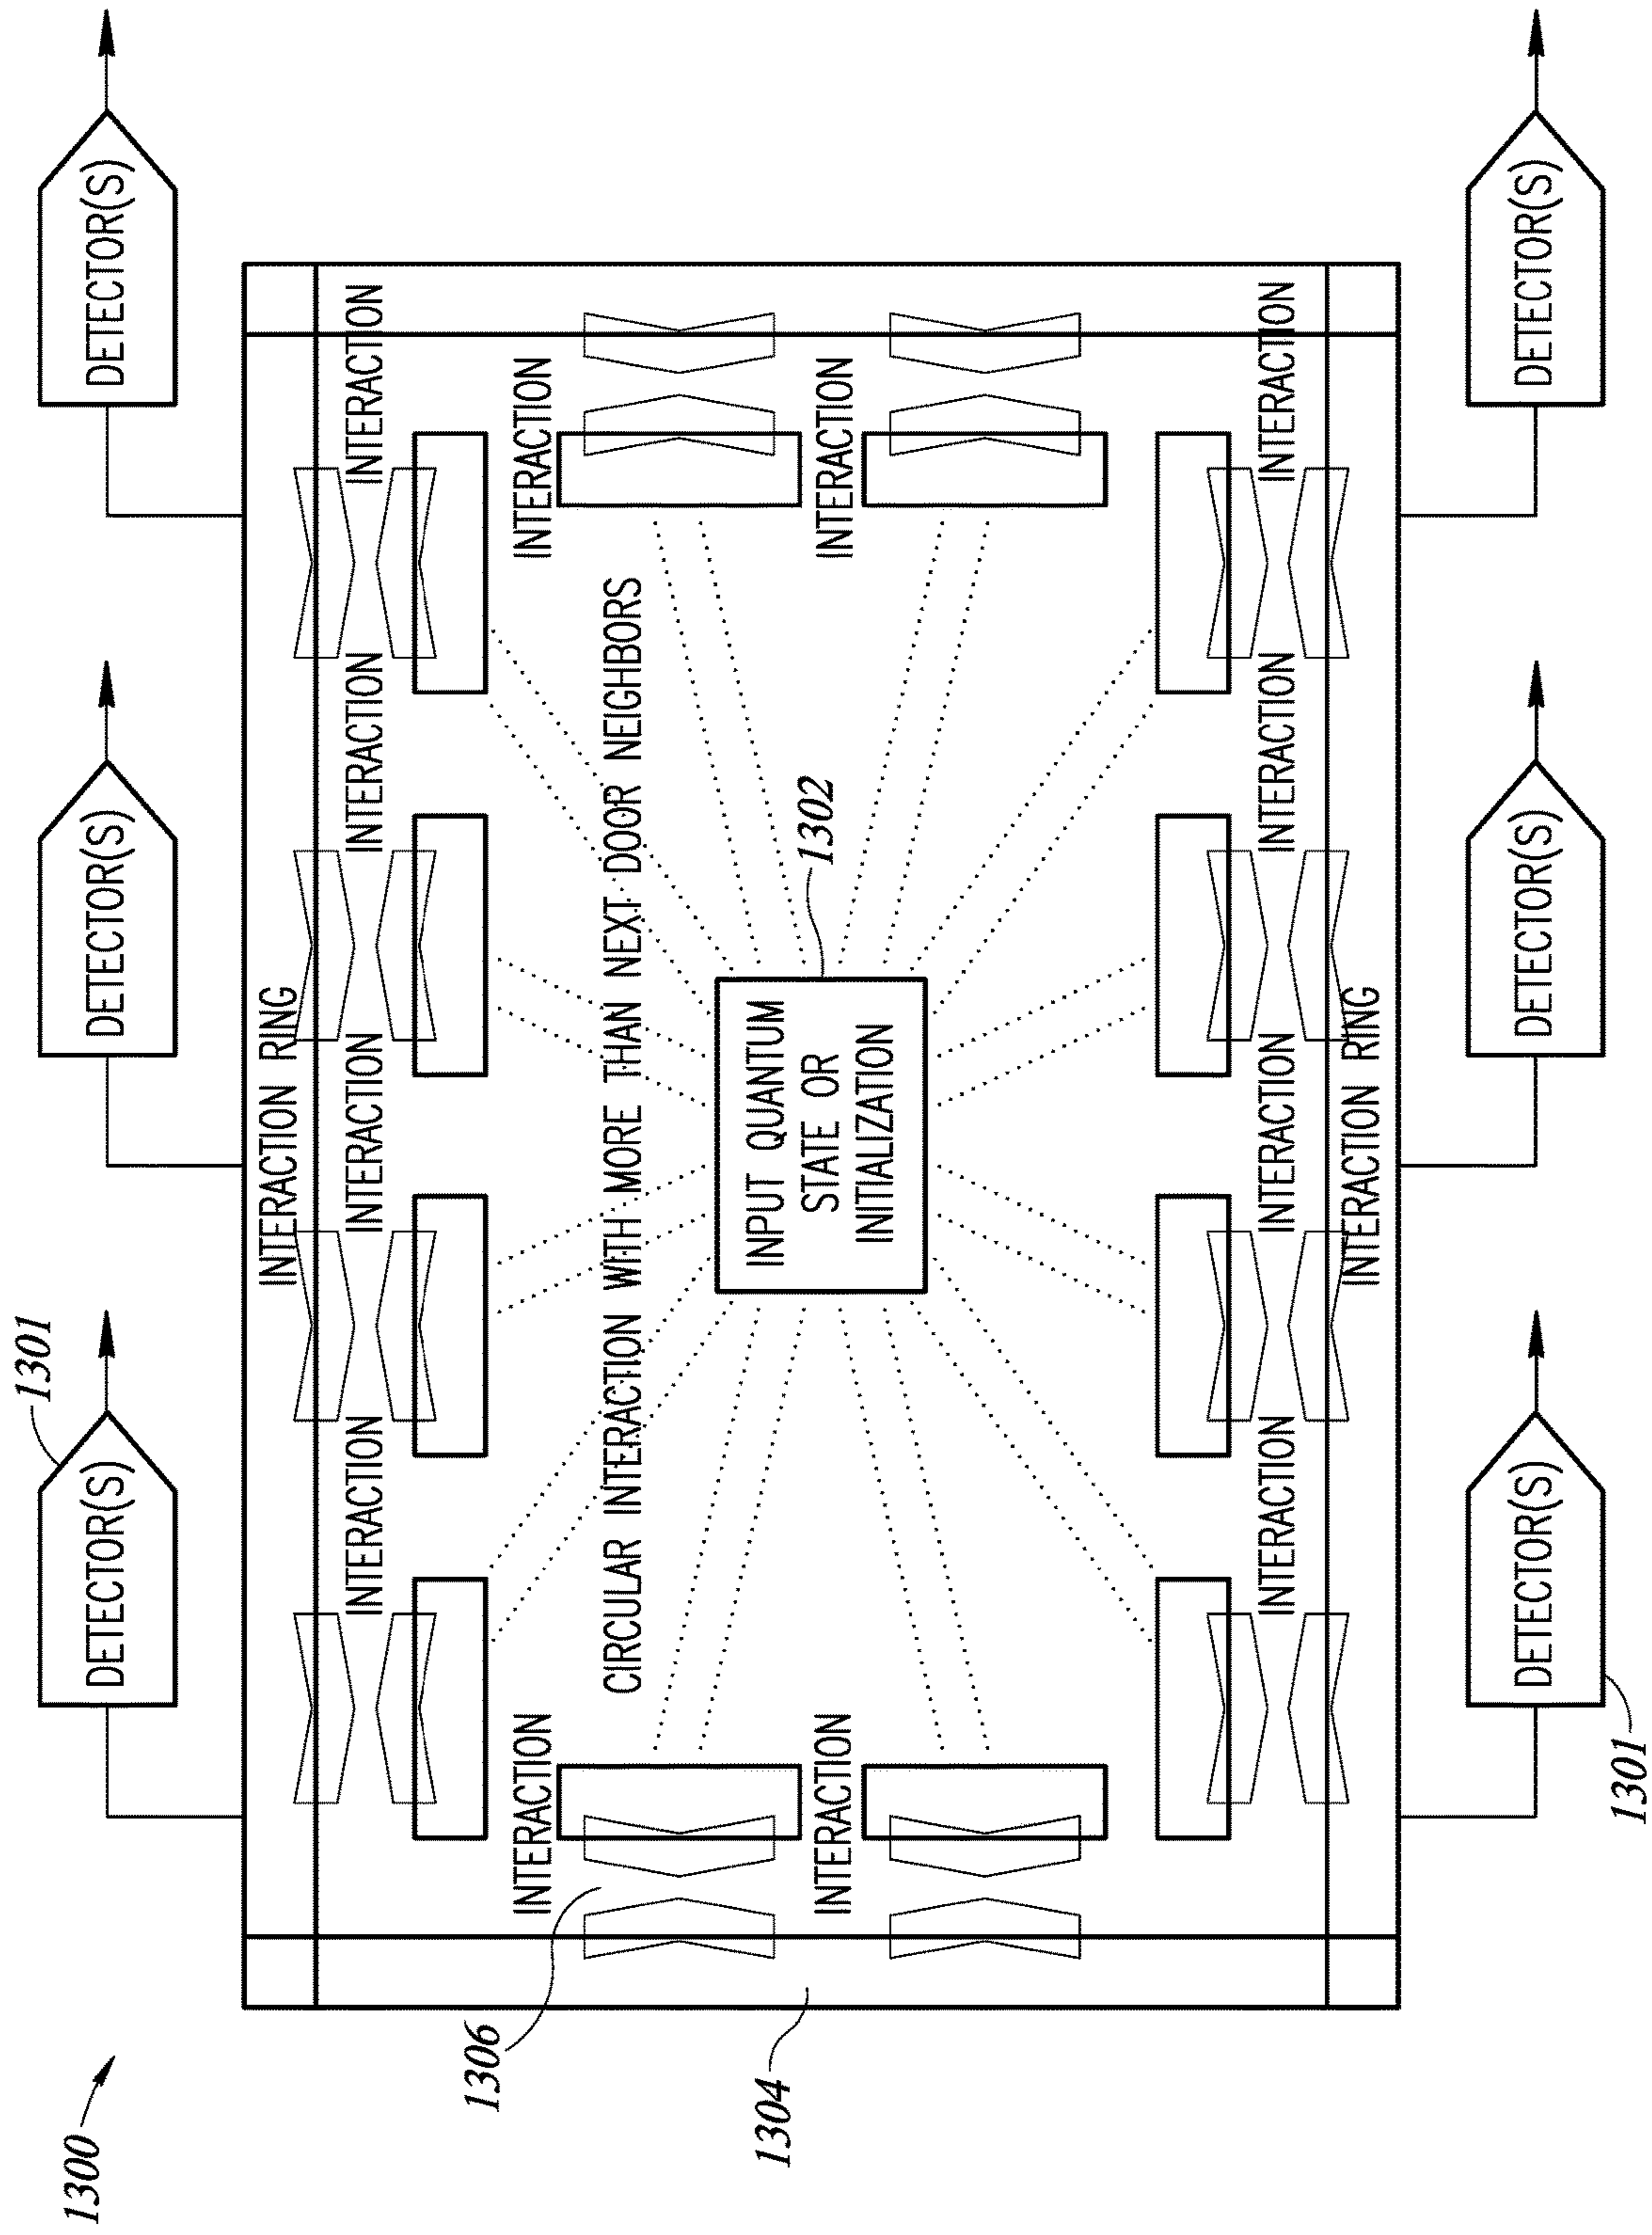 1301
1300
DETECTOR(S)
DETECTOR(S)
DETECTOR(S)
INTERACTION RING
INTERACTION
INTERACTION
INTERACTION
INTERACTION
1306
INTERACTION
INTERACTION
CIRCULAR INTERACTION WITH MORE THAN NEXT DOOR NEIGHBORS
1304
INPUT QUANTUM
STATE OR
INITIALIZATION
1302
INTERACTION
INTERACTION
INTERACTION
INTERACTION
INTERACTION
INTERACTION
INTERACTION RING
DETECTOR(S)
DETECTOR(S)
DETECTOR(S)
1301